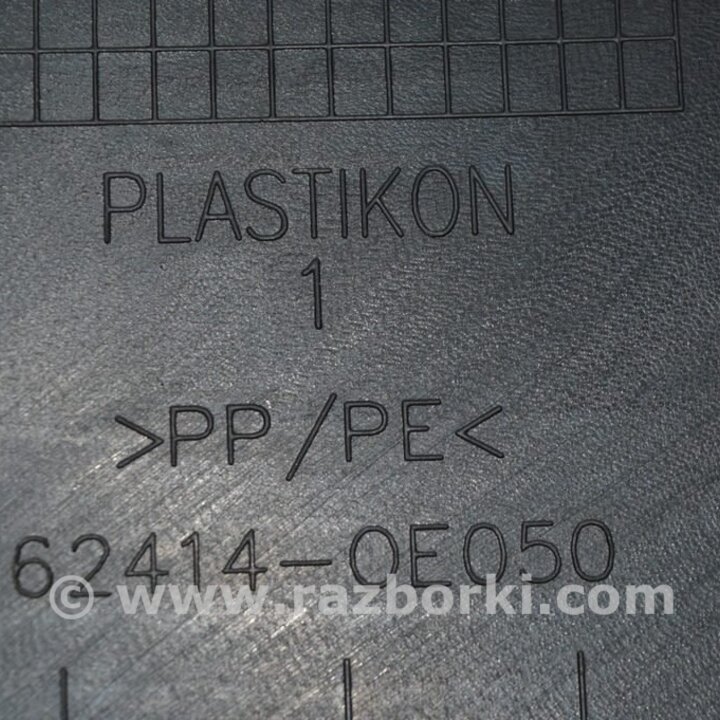 PLASTIKON
1
>PP/PE<
62414-0E050
© www.razborki.com